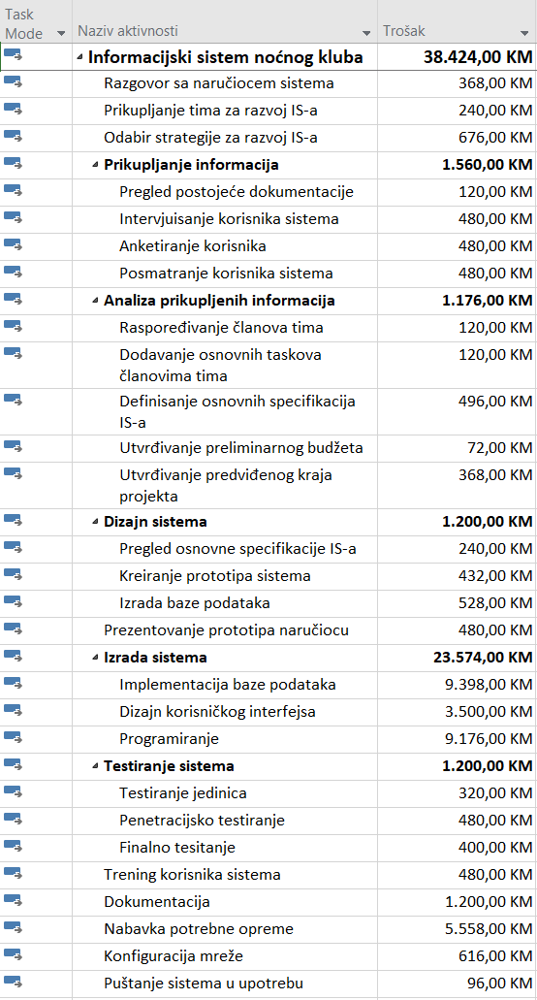 Task
Mode
Naziv aktivnosti
Trošak
Informacijski sistem noćnog kluba 38.424,00 KM
Razgovor sa naručiocem sistema 368,00 KM
Prikupljanje tima za razvoj IS-a 240,00 KM
Odabir strategije za razvoj IS-a 676,00 KM
Prikupljanje informacija 1.560,00 KM
Pregled postojeće dokumentacije 120,00 KM
Intervjuisanje korisnika sistema 480,00 KM
Anketiranje korisnika 480,00 KM
Posmatranje korisnika sistema 480,00 KM
Analiza prikupljenih informacija 1.176,00 KM
Raspoređivanje članova tima 120,00 KM
Dodavanje osnovnih taskova 120,00 KM
članovima tima
Definisanje osnovnih specifikacija 496,00 KM
IS-a
Utvrđivanje preliminarnog budžeta 72,00 KM
Utvrđivanje predviđenog kraja 368,00 KM
projekta
Dizajn sistema 1.200,00 KM
Pregled osnovne specifikacije IS-a 240,00 KM
Kreiranje prototipa sistema 432,00 KM
Izrada baze podataka 528,00 KM
Prezentovanje prototipa naručiocu 480,00 KM
Izrada sistema 23.574,00 KM
Implementacija baze podataka 9.398,00 KM
Dizajn korisničkog interfejsa 3.500,00 KM
Programiranje 9.176,00 KM
Testiranje sistema 1.200,00 KM
Testiranje jedinica 320,00 KM
Penetracijsko testiranje 480,00 KM
Finalno tesitanje 400,00 KM
Trening korisnika sistema 480,00 KM
Dokumentacija 1.200,00 KM
Nabavka potrebne opreme 5.558,00 KM
Konfiguracija mreže 616,00 KM
Puštanje sistema u upotrebu 96,00 KM